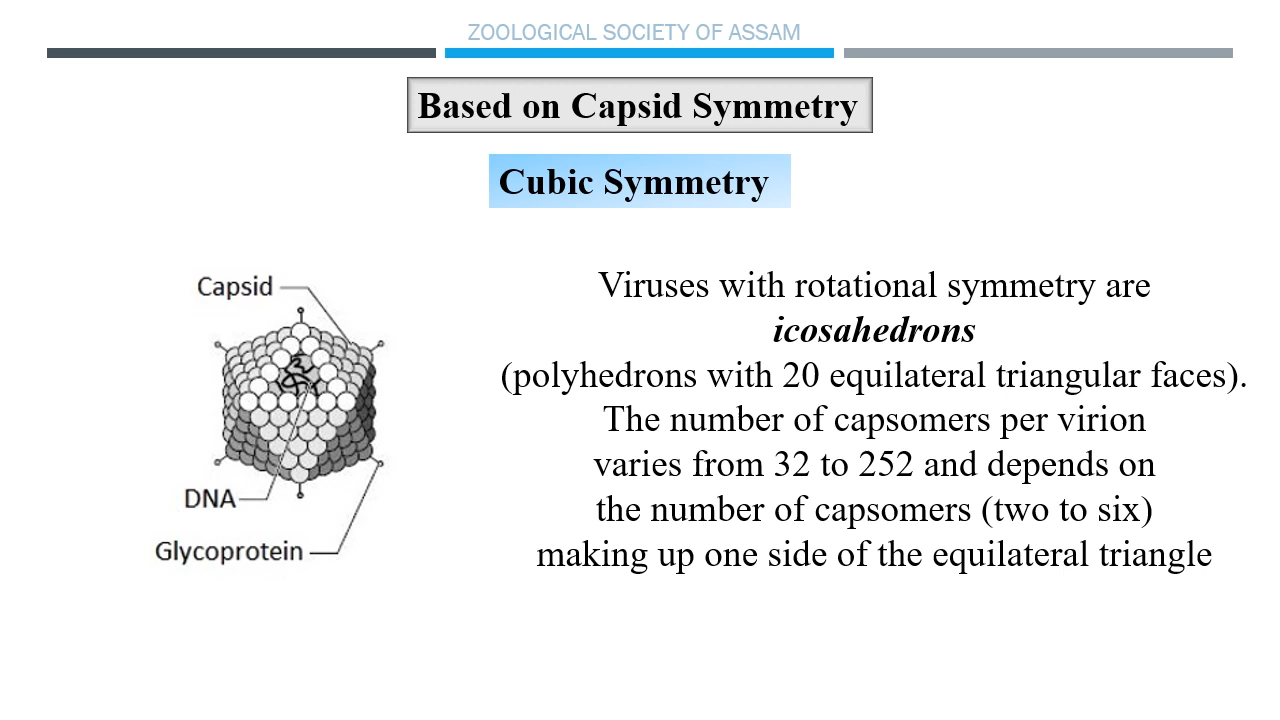 ZOOLOGICAL SOCIETY OF ASSAM
Based on Capsid Symmetry
Cubic Symmetry
Capsid
DNA
Glycoprotein
Viruses with rotational symmetry are
icosahedrons
(polyhedrons with 20 equilateral triangular faces).
The number of capsomers per virion
varies from 32 to 252 and depends on
the number of capsomers (two to six)
making up one side of the equilateral triangle